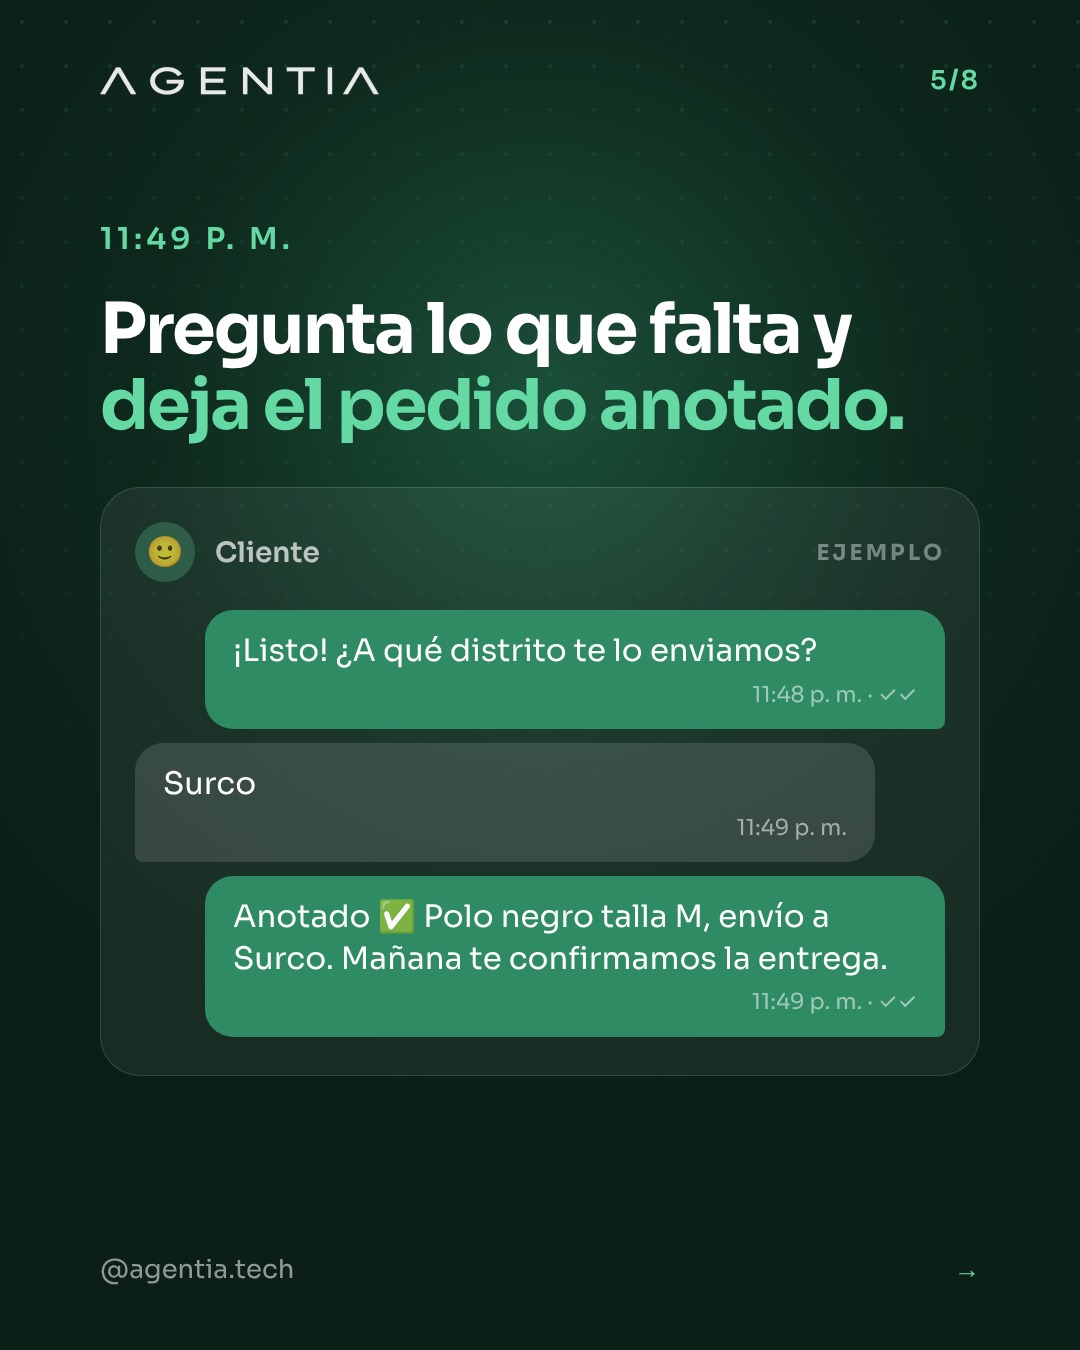 AGENTIA
5/8
11:49 P. M.
Pregunta lo que falta y
deja el pedido anotado.
Cliente
EJEMPLO
¡Listo! ¿A qué distrito te lo enviamos?
11:48 p. m. · ✓✓
Surco
11:49 p. m.
Anotado ✅ Polo negro talla M, envío a
Surco. Mañana te confirmamos la entrega.
11:49 p. m. · ✓✓
@agentia.tech
→